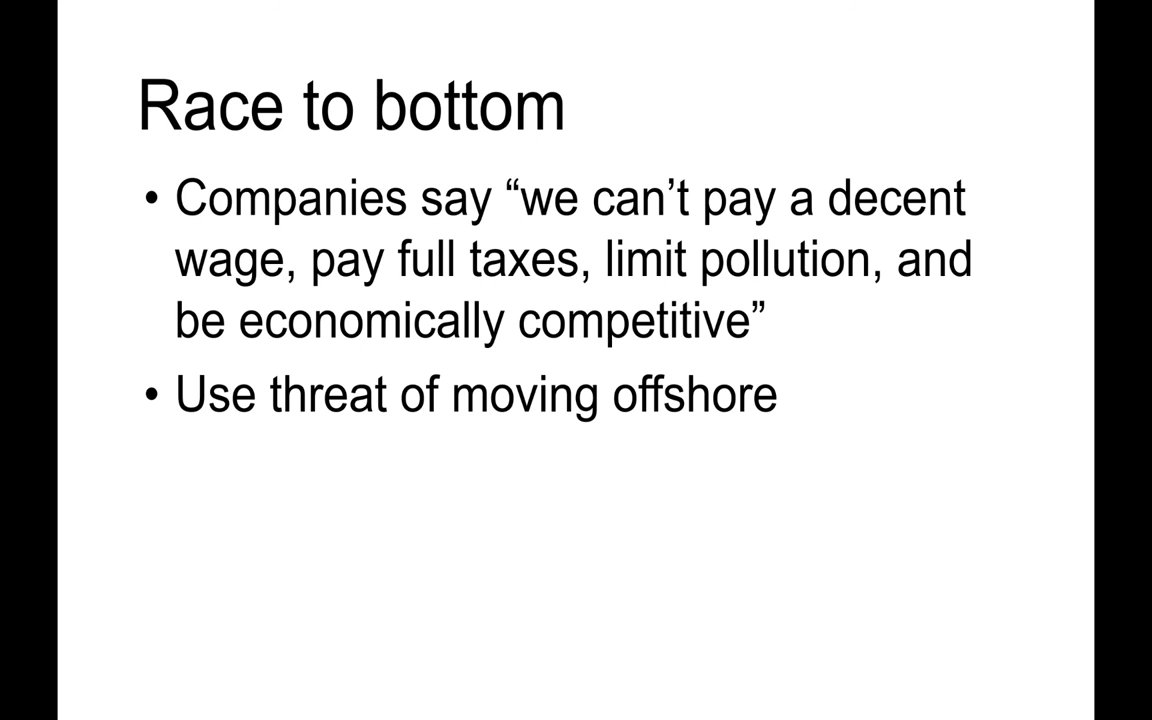 Race to bottom
• Companies say “we can’t pay a decent
wage, pay full taxes, limit pollution, and
be economically competitive”
• Use threat of moving offshore